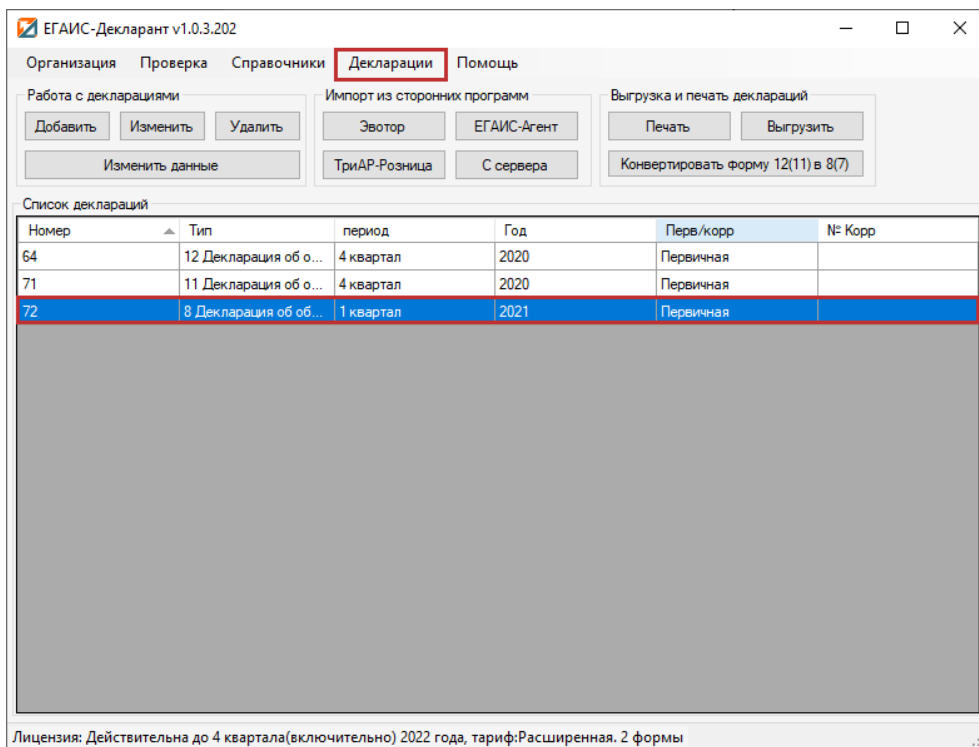 ЕГАИС-Декларант v1.0.3.202
Организация Проверка Справочники Декларации Помощь
Работа с декларациями Импорт из сторонних программ Выгрузка и печать деклараций
Добавить Изменить Удалить Эвотор ЕГАИС-Агент Печать Выгрузить
Изменить данные ТриАР-Розница С сервера Конвертировать форму 12(11) в 8(7)
Список деклараций
Номер Тип период Год Перв/корр № Корр
64 12 Декларация об о... 4 квартал 2020 Первичная
71 11 Декларация об о... 4 квартал 2020 Первичная
72 8 Декларация об об... 1 квартал 2021 Первичная
Лицензия: Действительна до 4 квартала(включительно) 2022 года, тариф:Расширенная. 2 формы